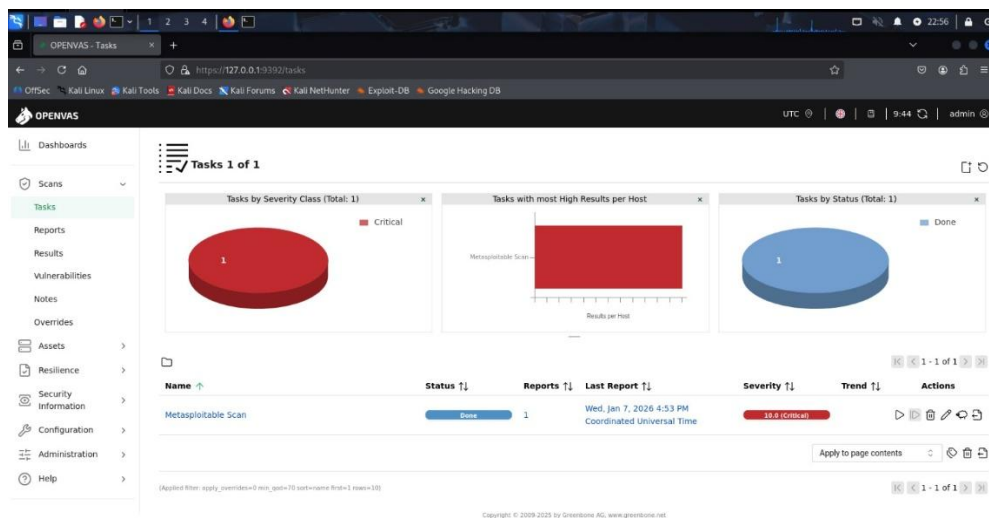 1 2 3 4
22:56
OPENVAS - Tasks
https://127.0.0.1:9392/tasks
OffSec Kali Linux Kali Tools Kali Docs Kali Forums Kali NetHunter Exploit-DB Google Hacking DB
OPENVAS
UTC
9:44
admin
Dashboards
Scans
Tasks
Reports
Results
Vulnerabilities
Notes
Overrides
Assets
Resilience
Security
Information
Configuration
Administration
Help
Tasks 1 of 1
Tasks by Severity Class (Total: 1)
Critical
1
Tasks with most High Results per Host
Metasploitable Scan
Results per Host
Tasks by Status (Total: 1)
Done
1
1 - 1 of 1
Name Status Reports Last Report Severity Trend Actions
Metasploitable Scan Done 1 Wed, Jan 7, 2026 4:53 PM
Coordinated Universal Time
10.0 (Critical)
Apply to page contents
(Applied filter: apply_overrides=0 min_qod=70 sort=name first=1 rows=10)
1 - 1 of 1
Copyright © 2009-2025 by Greenbone AG, www.greenbone.net